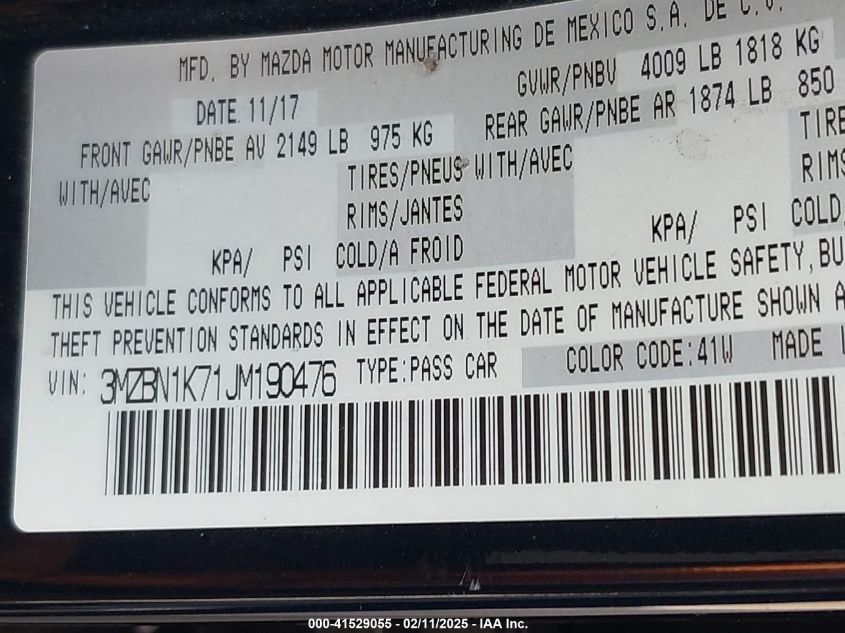 MFD. BY MAZDA MOTOR MANUFACTURING DE MEXICO S.A. DE C.V.
DATE 11/17 GVWR/PNBV 4009 LB 1818 KG
FRONT GAWR/PNBE AV 2149 LB 975 KG REAR GAWR/PNBE AR 1874 LB 850
WITH/AVEC TIRES/PNEUS WITH/AVEC TIRE
RIMS/JANTES RIMS
KPA/ PSI COLD/A FROID KPA/ PSI COLD/
THIS VEHICLE CONFORMS TO ALL APPLICABLE FEDERAL MOTOR VEHICLE SAFETY, BU
THEFT PREVENTION STANDARDS IN EFFECT ON THE DATE OF MANUFACTURE SHOWN A
VIN: 3MZBN1K71JM190476 TYPE:PASS CAR COLOR CODE:41W MADE I
000-41529055 - 02/11/2025 - IAA Inc.